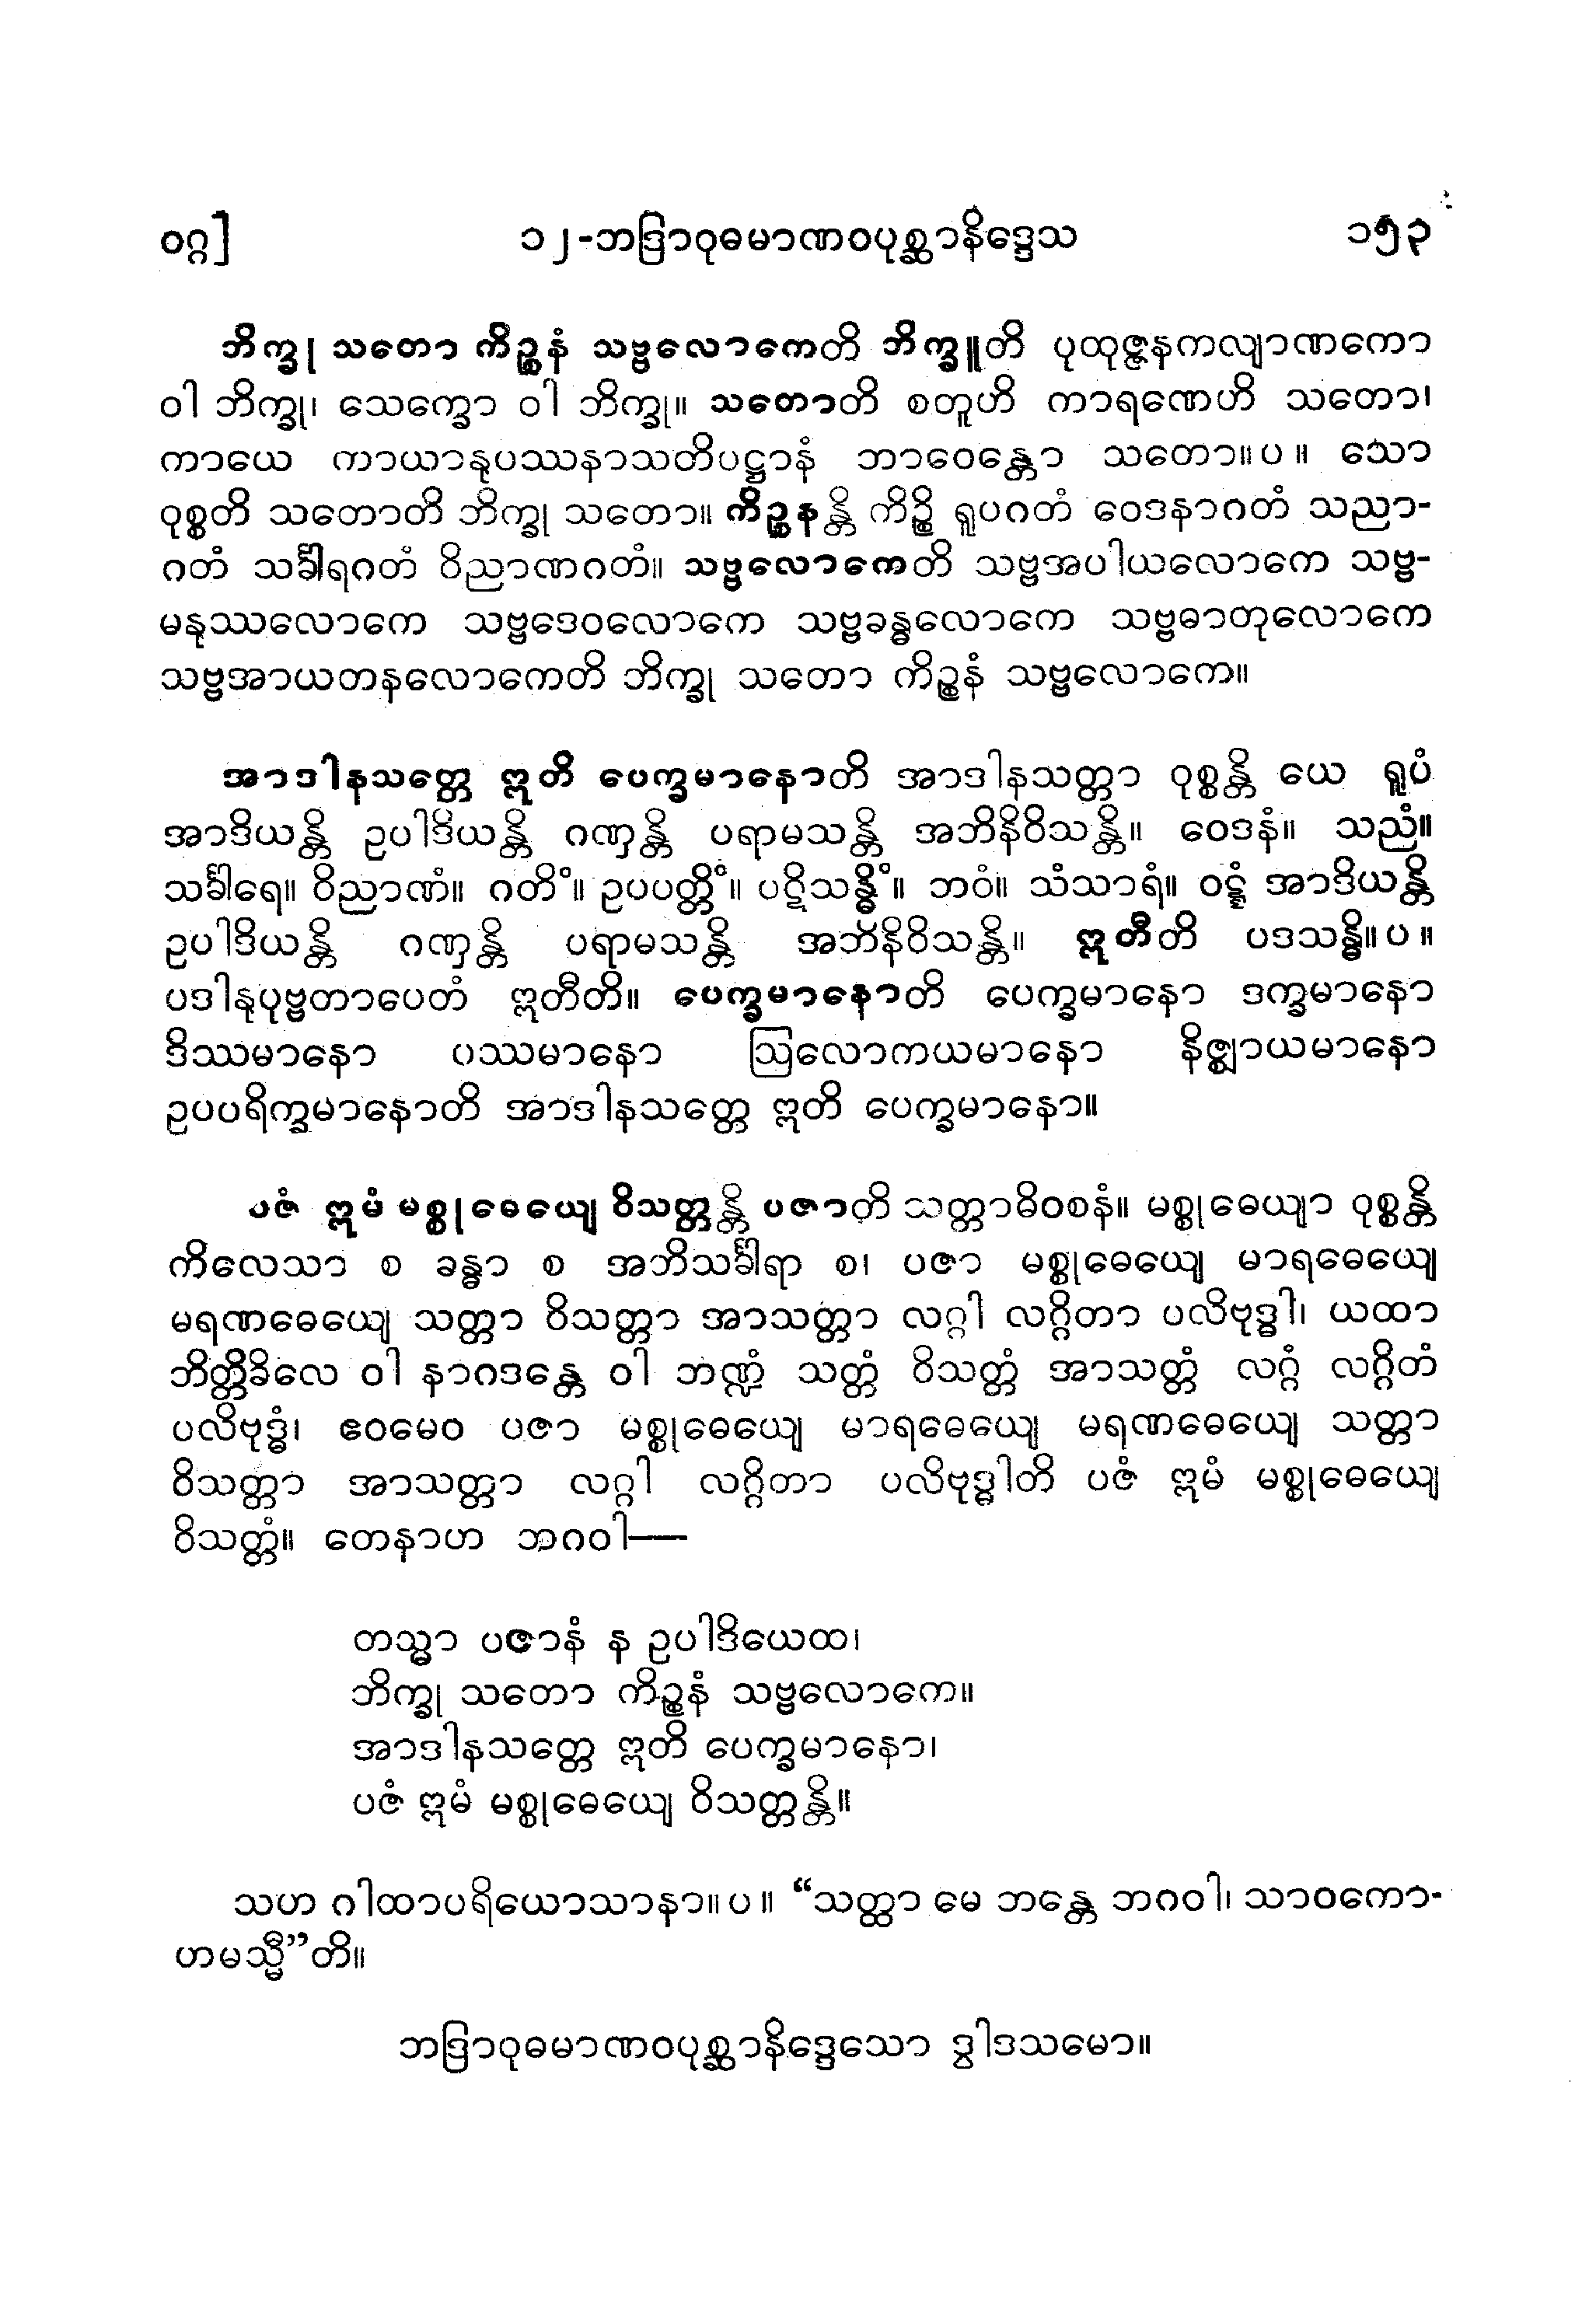 ဝဂ္ဂ] ၁၂-ဘဒြာဝုဓမာဏဝပုစ္ဆာနိဒ္ဒေသ ၁၅၃
ဘိက္ခု သတော ကိဉ္စနံ သဗ္ဗလောကေတိ ဘိက္ခူတိ ပုထုဇ္ဇနကလျာဏကော
ဝါ ဘိက္ခု၊ သေက္ခော ဝါ ဘိက္ခု။ သတောတိ စတူဟိ ကာရဏေဟိ သတော၊
ကာယေ ကာယာနုပဿနာသတိပဋ္ဌာနံ ဘာဝေန္တော သတော။ပ။ သော
ဝုစ္စတိ သတောတိ ဘိက္ခု သတော။ ကိဉ္စနန္တိ ကိဉ္စိ ရူပဂတံ ဝေဒနာဂတံ သညာ-
ဂတံ သင်္ခါရဂတံ ဝိညာဏဂတံ။ သဗ္ဗလောကေတိ သဗ္ဗအပါယလောကေ သဗ္ဗ-
မနုဿလောကေ သဗ္ဗဒေဝလောကေ သဗ္ဗခန္ဓလောကေ သဗ္ဗဓာတုလောကေ
သဗ္ဗအာယတနလောကေတိ ဘိက္ခု သတော ကိဉ္စနံ သဗ္ဗလောကေ။
အာဒါနသတ္တေ ဣတိ ပေက္ခမာနောတိ အာဒါနသတ္တာ ဝုစ္စန္တိ ယေ ရူပံ
အာဒိယန္တိ ဥပါဒိယန္တိ ဂဏှန္တိ ပရာမသန္တိ အဘိနိဝိသန္တိ။ ဝေဒနံ။ သညံ။
သင်္ခါရေ။ ဝိညာဏံ။ ဂတိံ။ ဥပပတ္တိံ။ ပဋိသန္ဓိံ။ ဘဝံ။ သံသာရံ။ ဝဋ္ဋံ အာဒိယန္တိ
ဥပါဒိယန္တိ ဂဏှန္တိ ပရာမသန္တိ အဘိနိဝိသန္တိ။ ဣတီတိ ပဒသန္ဓိ။ပ။
ပဒါနုပုဗ္ဗတာပေတံ ဣတီတိ။ ပေက္ခမာနောတိ ပေက္ခမာနော ဒက္ခမာနော
ဒိဿမာနော ပဿမာနော ဩလောကယမာနော နိဇ္ဈာယမာနော
ဥပပရိက္ခမာနောတိ အာဒါနသတ္တေ ဣတိ ပေက္ခမာနော။
ပဇံ ဣမံ မစ္စုဓေယျေ ဝိသတ္တန္တိ ပဇာတိ သတ္တာဓိဝစနံ။ မစ္စုဓေယျာ ဝုစ္စန္တိ
ကိလေသာ စ ခန္ဓာ စ အဘိသင်္ခါရာ စ၊ ပဇာ မစ္စုဓေယျေ မာရဓေယျေ
မရဏဓေယျေ သတ္တာ ဝိသတ္တာ အာသတ္တာ လဂ္ဂါ လဂ္ဂိတာ ပလိဗုဒ္ဓါ၊ ယထာ
ဘိတ္တိခိလေ ဝါ နာဂဒန္တေ ဝါ ဘဏ္ဍံ သတ္တံ ဝိသတ္တံ အာသတ္တံ လဂ္ဂံ လဂ္ဂိတံ
ပလိဗုဒ္ဓံ၊ ဧဝမေဝ ပဇာ မစ္စုဓေယျေ မာရဓေယျေ မရဏဓေယျေ သတ္တာ
ဝိသတ္တာ အာသတ္တာ လဂ္ဂါ လဂ္ဂိတာ ပလိဗုဒ္ဓါတိ ပဇံ ဣမံ မစ္စုဓေယျေ
ဝိသတ္တံ။ တေနာဟ ဘဂဝါ—
တသ္မာ ပဇာနံ န ဥပါဒိယေထ၊
ဘိက္ခု သတော ကိဉ္စနံ သဗ္ဗလောကေ။
အာဒါနသတ္တေ ဣတိ ပေက္ခမာနော၊
ပဇံ ဣမံ မစ္စုဓေယျေ ဝိသတ္တန္တိ။
သဟ ဂါထာပရိယောသာနာ။ပ။ “သတ္ထာ မေ ဘန္တေ ဘဂဝါ၊ သာဝကော-
ဟမသ္မီ”တိ။
ဘဒြာဝုဓမာဏဝပုစ္ဆာနိဒ္ဒေသော ဒွါဒသမော။